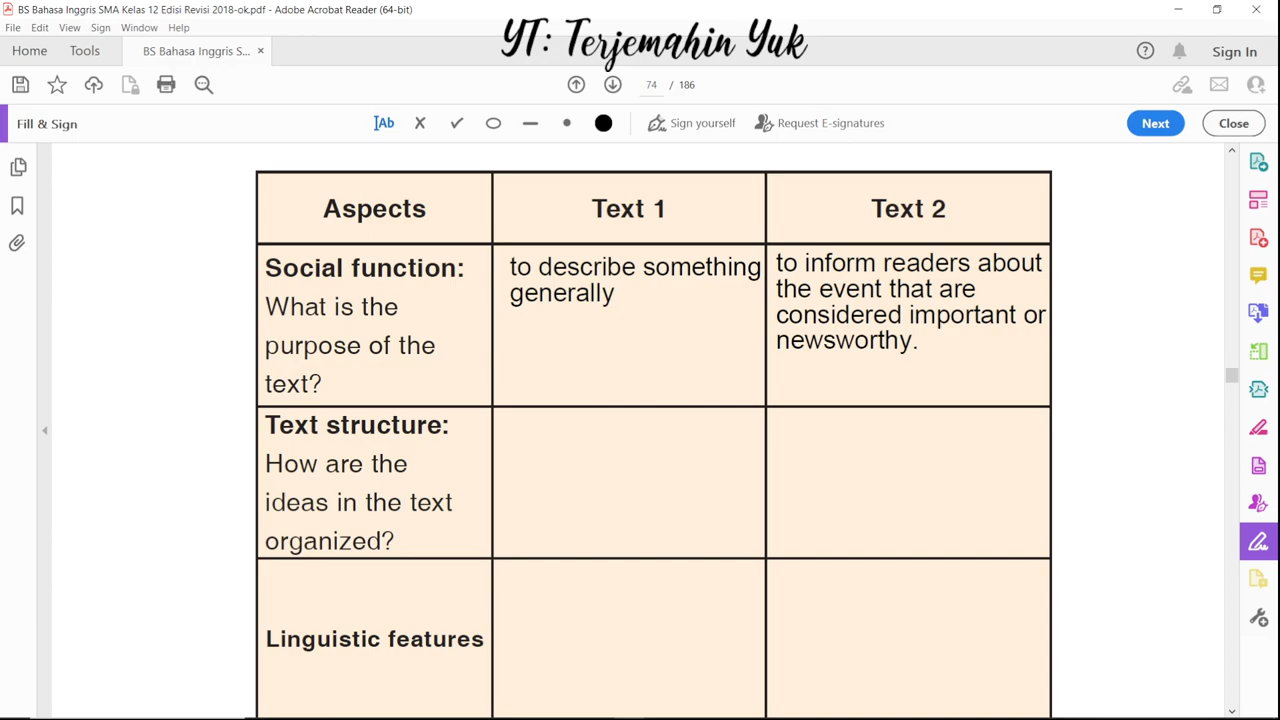 BS Bahasa Inggris SMA Kelas 12 Edisi Revisi 2018-ok.pdf - Adobe Acrobat Reader (64-bit)
YT: Terjemahin Yuk
File Edit View Sign Window Help
Home Tools BS Bahasa Inggris S... ×
Sign In
74 / 186
Fill & Sign
Ab
Sign yourself
Request E-signatures
Next
Close
Aspects Text 1 Text 2
Social function:
What is the
purpose of the
text?
to describe something
generally
to inform readers about
the event that are
considered important or
newsworthy.
Text structure:
How are the
ideas in the text
organized?
Linguistic features